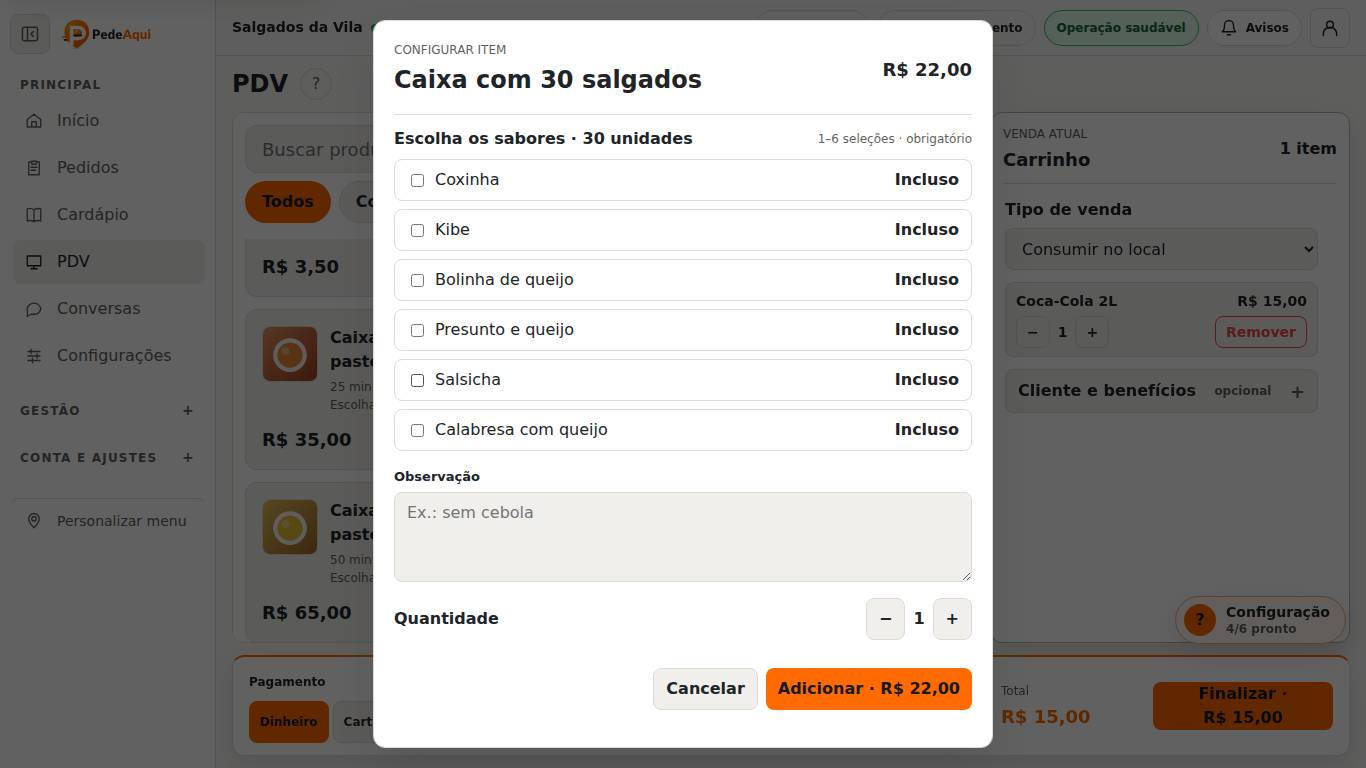 PedeAqui
PRINCIPAL
Início
Pedidos
Cardápio
PDV
Conversas
Configurações
GESTÃO +
CONTA E AJUSTES +
Personalizar menu
Salgados da Vila
Operação saudável
Avisos
PDV ?
Todos
R$ 3,50
25 min
R$ 35,00
50 min
R$ 65,00
Pagamento
Dinheiro
CONFIGURAR ITEM
Caixa com 30 salgados
R$ 22,00
Escolha os sabores · 30 unidades
1–6 seleções · obrigatório
Coxinha Incluso
Kibe Incluso
Bolinha de queijo Incluso
Presunto e queijo Incluso
Salsicha Incluso
Calabresa com queijo Incluso
Observação
Ex.: sem cebola
Quantidade
− 1 +
Cancelar
Adicionar · R$ 22,00
VENDA ATUAL
Carrinho
1 item
Tipo de venda
Consumir no local
Coca-Cola 2L R$ 15,00
− 1 +
Remover
Cliente e benefícios opcional +
? Configuração
4/6 pronto
Total
R$ 15,00
Finalizar ·
R$ 15,00